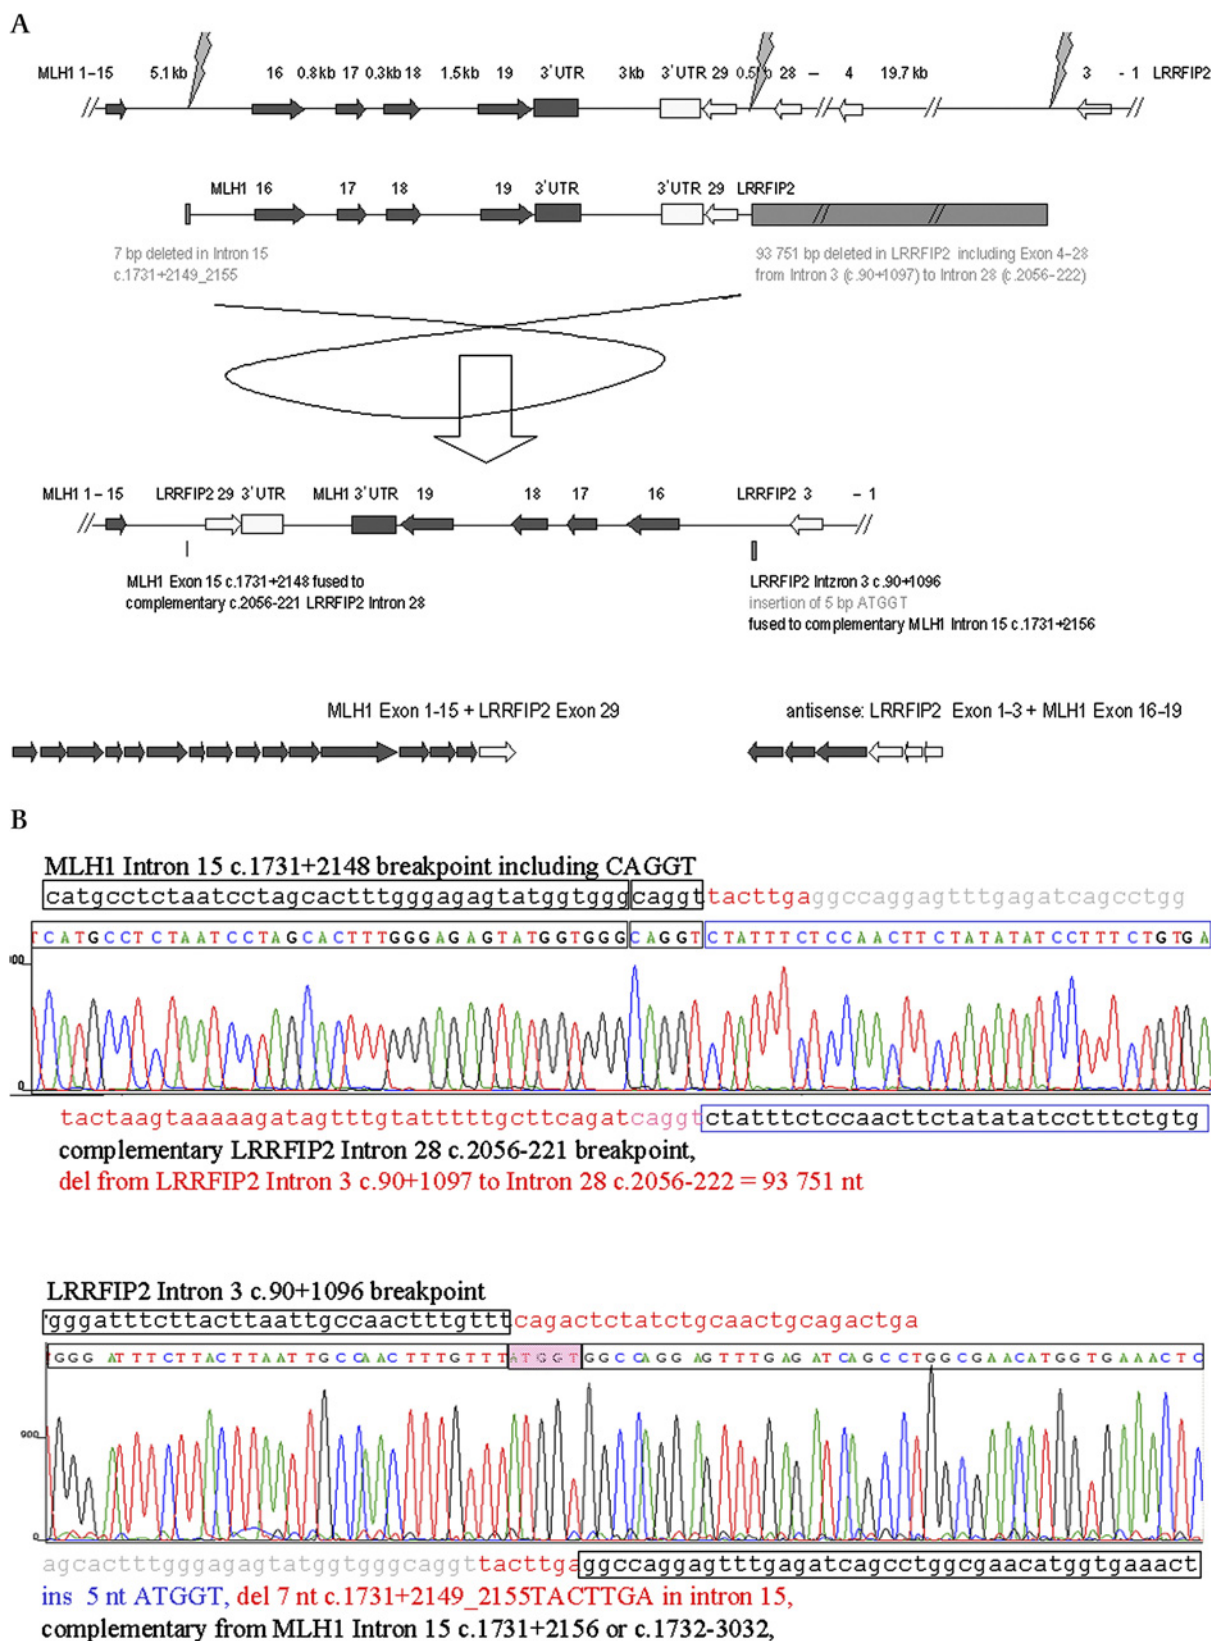 A
MLH1 1-15 5.1 kb 16 0.8kb 17 0.3kb 18 1.5kb 19 3'UTR 3kb 3'UTR 29 28 – 4 19.7 kb 3 - 1 LRRFIP2
MLH1 16 17 18 19 3'UTR 3'UTR 29 LRRFIP2
7 bp deleted in Intron 15
c.1731+2149_2155
93 751 bp deleted in LRRFIP2 including Exon 4-28
from Intron 3 (c.90+1097) to Intron 28 (c.2056-222)
MLH1 1 – 15 LRRFIP2 29 3'UTR MLH1 3'UTR 19 18 17 16 LRRFIP2 3 - 1
MLH1 Exon 15 c.1731+2148 fused to
complementary c.2056-221 LRRFIP2 Intron 28
LRRFIP2 Intzron 3 c.90+1096
insertion of 5 bp ATGGT
fused to complementary MLH1 Intron 15 c.1731+2156
MLH1 Exon 1-15 + LRRFIP2 Exon 29
antisense: LRRFIP2 Exon 1-3 + MLH1 Exon 16-19
B
MLH1 Intron 15 c.1731+2148 breakpoint including CAGGT
catgcctctaatcctagcactttgggagagtatggtgggcaggttacttgaggccaggagtttgagatcagcctgg
TCATGCCTCTAATCCTAGCACTTTGGGAGAGTATGGTGGGCAGGTCTATTTCTCCAACTTCTATATATCCTTTCTGTGA
0
tactaagtaaaaagatagtttgtatttttgcttcagatcaggtctatttctccaacttctatatatcctttctgtg
complementary LRRFIP2 Intron 28 c.2056-221 breakpoint,
del from LRRFIP2 Intron 3 c.90+1097 to Intron 28 c.2056-222 = 93 751 nt
LRRFIP2 Intron 3 c.90+1096 breakpoint
gggatttcttacttaattgccaactttgtttcagactctatctgcaactgcagactga
GGG ATTTCTTACTTAATTGCCAACTTTGTTTATGGTGGCCAGGAGTTTGAGATCAGCCTGGCGAACATGGTGAAACTC
900
0
agcactttgggagagtatggtgggcaggttacttgaggccaggagtttgagatcagcctggcgaacatggtgaaact
ins 5 nt ATGGT, del 7 nt c.1731+2149_2155TACTTGA in intron 15,
complementary from MLH1 Intron 15 c.1731+2156 or c.1732-3032,